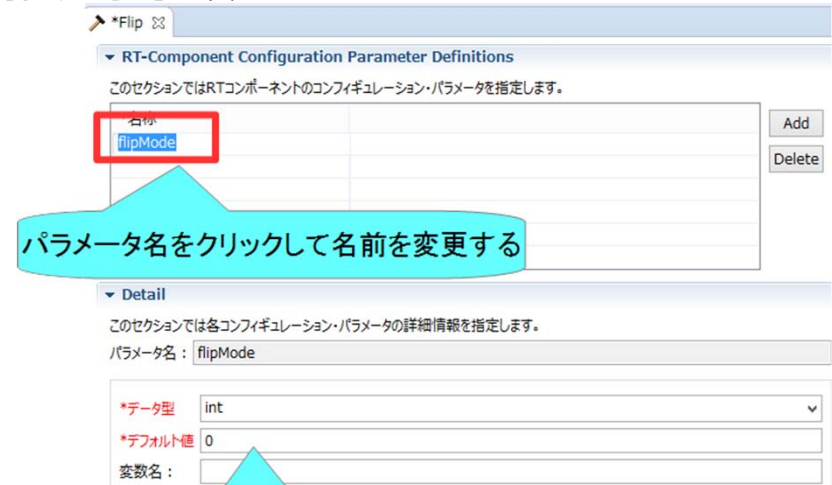 *Flip
RT-Component Configuration Parameter Definitions
このセクションではRTコンポーネントのコンフィギュレーション・パラメータを指定します。
名称
Add
flipMode
Delete
パラメータ名をクリックして名前を変更する
Detail
このセクションでは各コンフィギュレーション・パラメータの詳細情報を指定します。
パラメータ名： flipMode
*データ型 int
*デフォルト値 0
変数名：